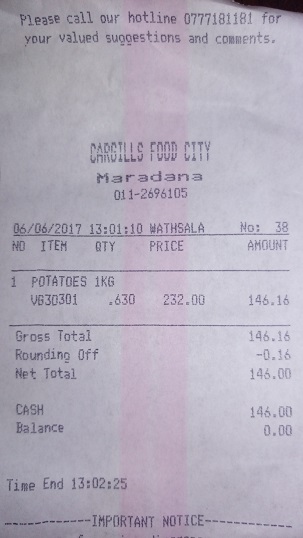 Please call our hotline 0777181181 for
your valued suggestions and comments.
CARGILLS FOOD CITY
Maradana
011-2696105
06/06/2017 13:01:10 WATHSALA No: 38
NO ITEM QTY PRICE AMOUNT
1 POTATOES 1KG
VG30301 .630 232.00 146.16
Gross Total 146.16
Rounding Off -0.16
Net Total 146.00
CASH 146.00
Balance 0.00
Time End 13:02:25
------------IMPORTANT NOTICE------------